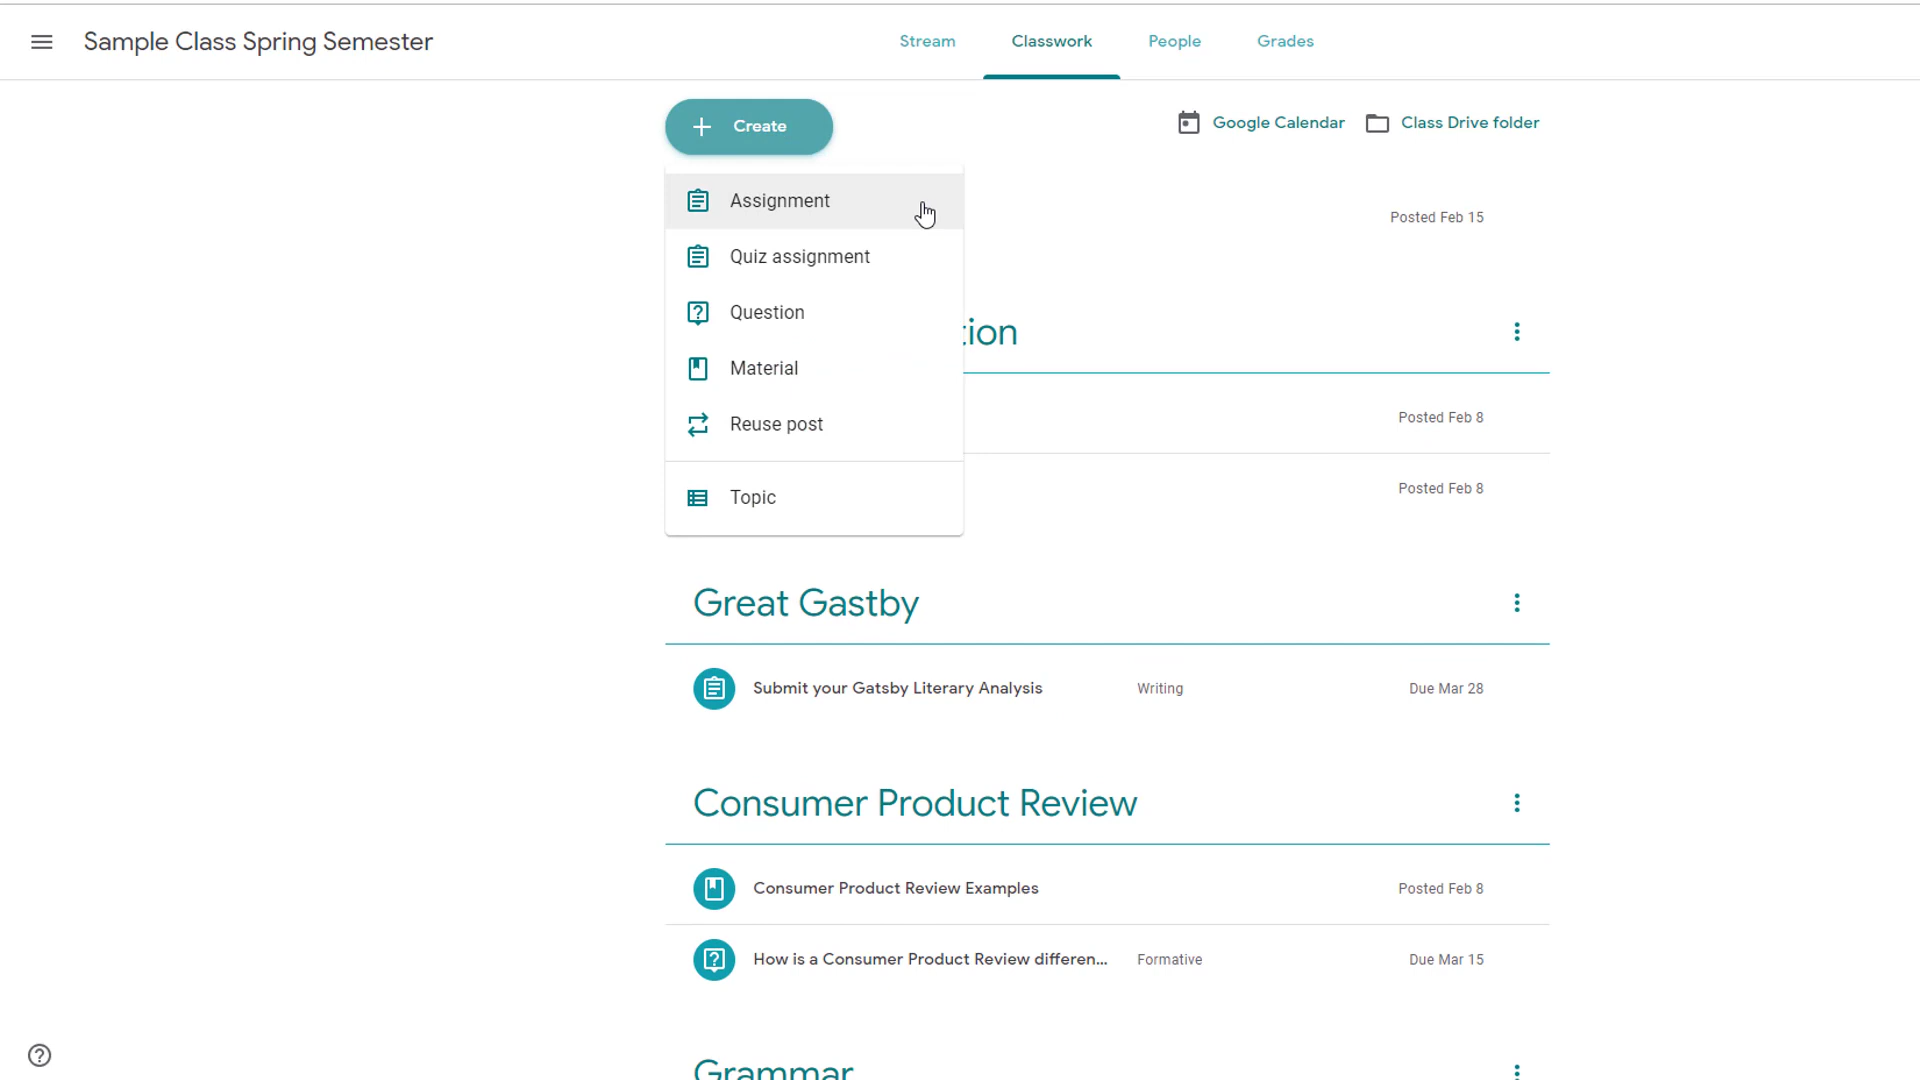 Sample Class Spring Semester
Stream Classwork People Grades
Create
Google Calendar Class Drive folder
Assignment
Posted Feb 15
Quiz assignment
Question
Material
Posted Feb 8
Reuse post
Posted Feb 8
Topic
Great Gastby
Submit your Gatsby Literary Analysis Writing Due Mar 28
Consumer Product Review
Consumer Product Review Examples Posted Feb 8
How is a Consumer Product Review differen... Formative Due Mar 15
Grammar